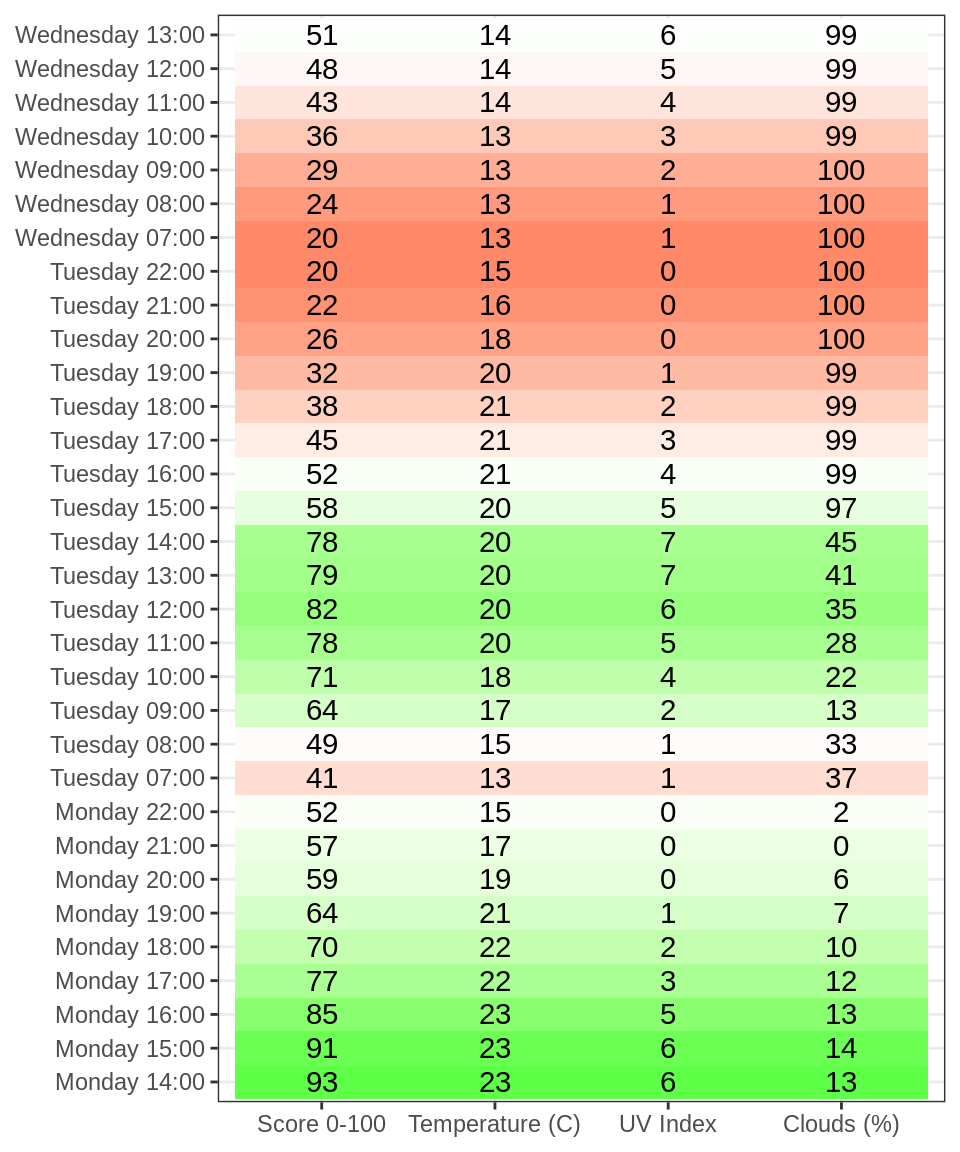 Wednesday 13:00 51 14 6 99
Wednesday 12:00 48 14 5 99
Wednesday 11:00 43 14 4 99
Wednesday 10:00 36 13 3 99
Wednesday 09:00 29 13 2 100
Wednesday 08:00 24 13 1 100
Wednesday 07:00 20 13 1 100
Tuesday 22:00 20 15 0 100
Tuesday 21:00 22 16 0 100
Tuesday 20:00 26 18 0 100
Tuesday 19:00 32 20 1 99
Tuesday 18:00 38 21 2 99
Tuesday 17:00 45 21 3 99
Tuesday 16:00 52 21 4 99
Tuesday 15:00 58 20 5 97
Tuesday 14:00 78 20 7 45
Tuesday 13:00 79 20 7 41
Tuesday 12:00 82 20 6 35
Tuesday 11:00 78 20 5 28
Tuesday 10:00 71 18 4 22
Tuesday 09:00 64 17 2 13
Tuesday 08:00 49 15 1 33
Tuesday 07:00 41 13 1 37
Monday 22:00 52 15 0 2
Monday 21:00 57 17 0 0
Monday 20:00 59 19 0 6
Monday 19:00 64 21 1 7
Monday 18:00 70 22 2 10
Monday 17:00 77 22 3 12
Monday 16:00 85 23 5 13
Monday 15:00 91 23 6 14
Monday 14:00 93 23 6 13
Score 0-100 Temperature (C) UV Index Clouds (%)